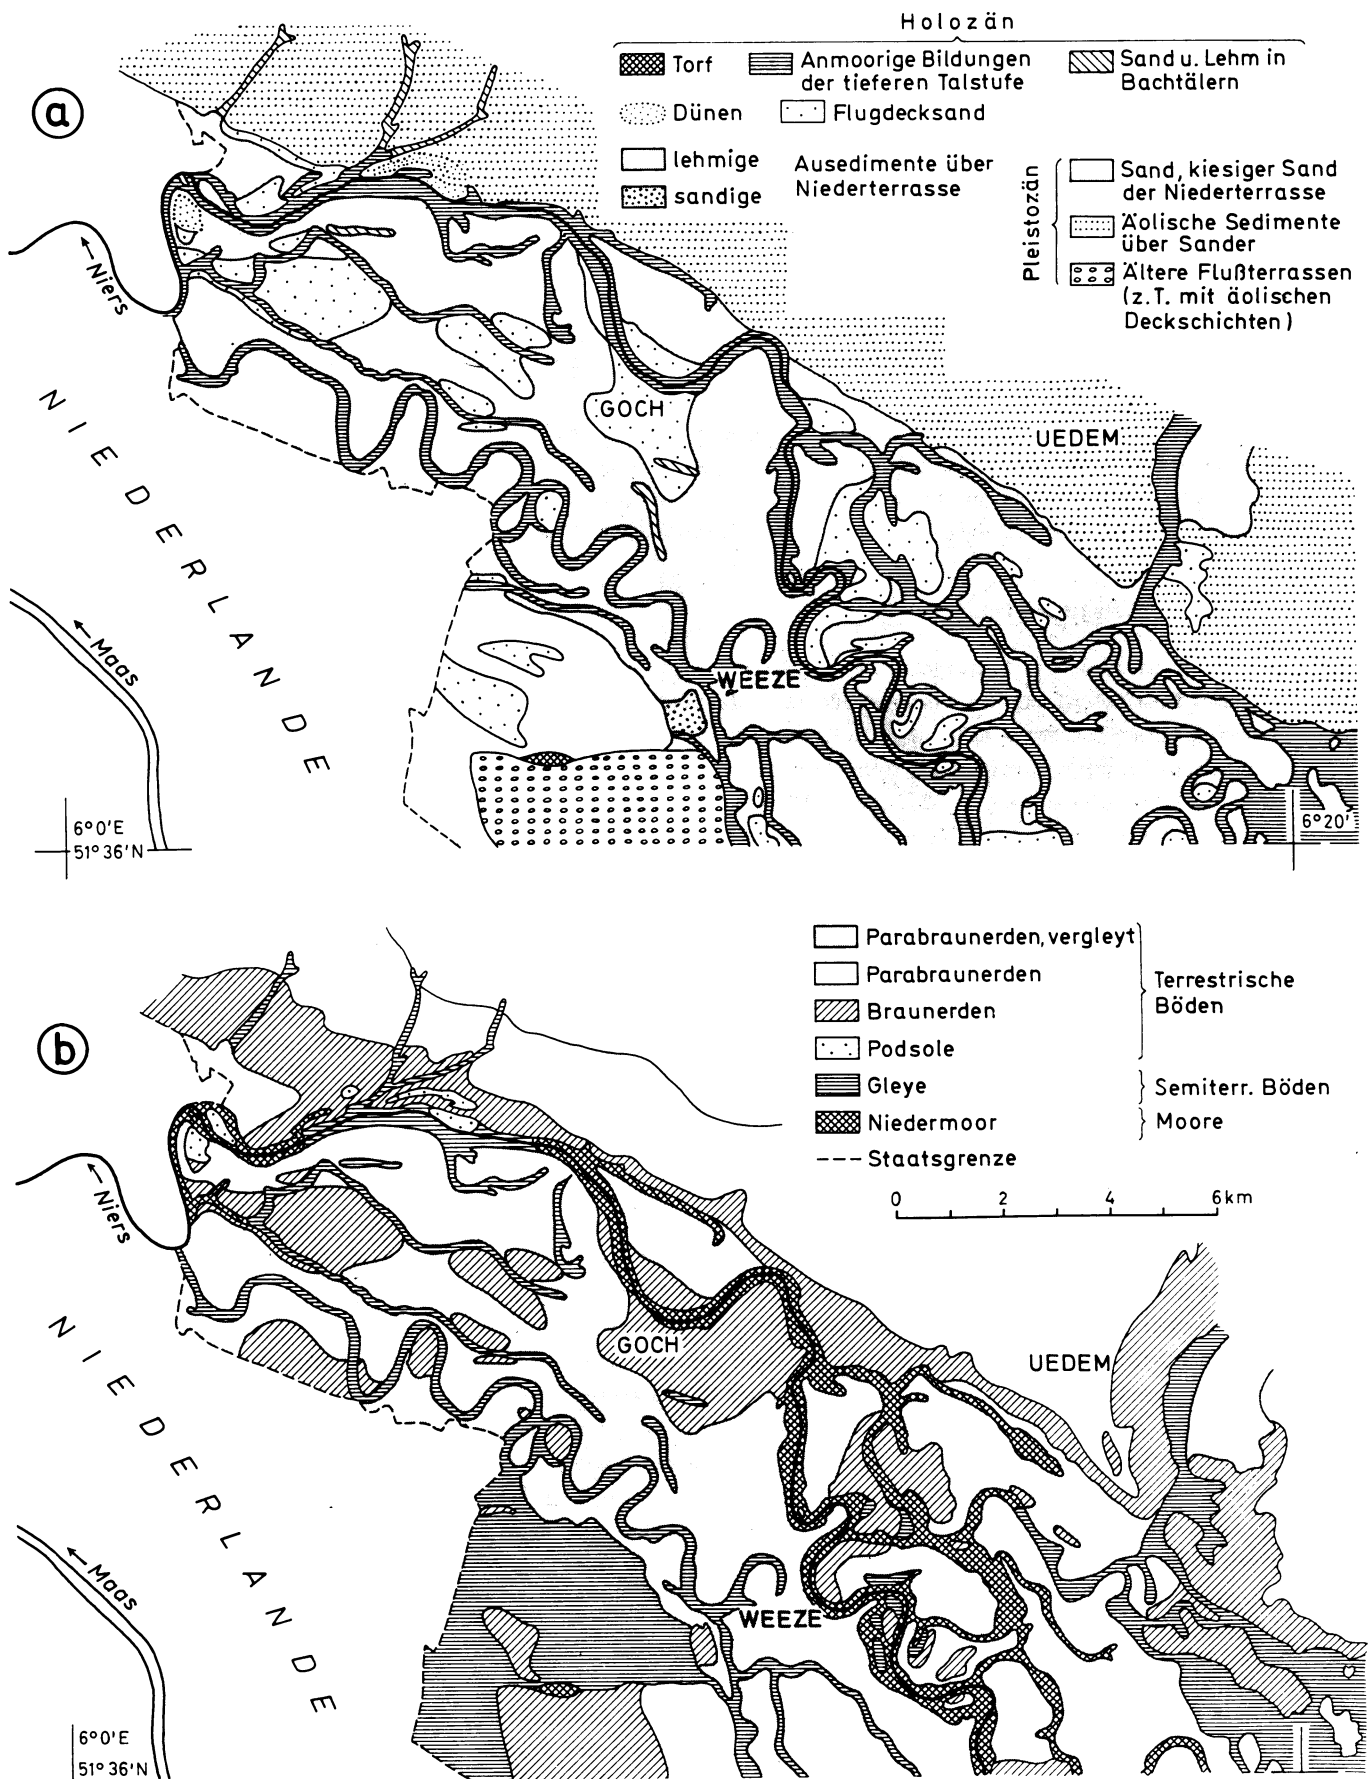 Holozän
Torf
Anmoorige Bildungen
der tieferen Talstufe
Sand u. Lehm in
Bachtälern
a
Dünen
Flugdecksand
lehmige
sandige
Ausedimente über
Niederterrasse
Pleistozän
Sand, kiesiger Sand
der Niederterrasse
Äolische Sedimente
über Sander
Ältere Flußterrassen
(z.T. mit äolischen
Deckschichten)
Niers
NIEDERLANDE
GOCH
UEDEM
Maas
WEEZE
6°0'E
51°36'N
6°20'
Parabraunerden, vergleyt
Parabraunerden
Braunerden
Podsole
Terrestrische
Böden
b
Gleye
Semiterr. Böden
Niedermoor
Moore
Staatsgrenze
0 2 4 6 km
Niers
NIEDERLANDE
GOCH
UEDEM
Maas
WEEZE
6°0'E
51°36'N